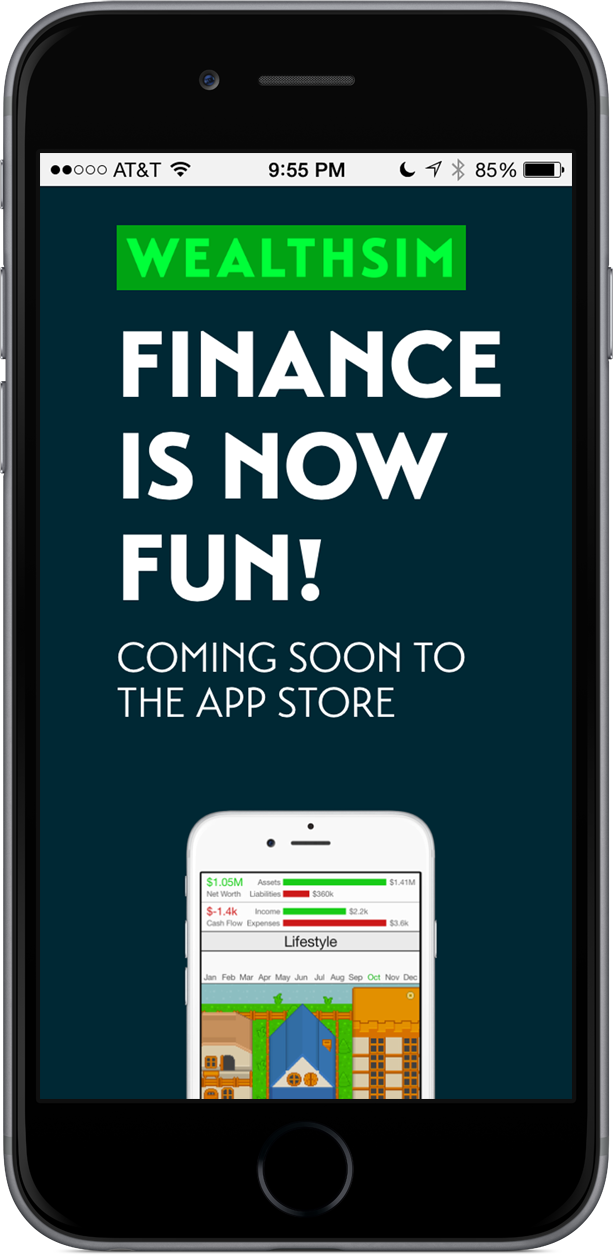 AT&T 9:55 PM 85%
WEALTHSIM
FINANCE
IS NOW
FUN!
COMING SOON TO
THE APP STORE
$1.05M Assets $1.41M
Net Worth Liabilities $360k
$-1.4k Income $2.2k
Cash Flow Expenses $3.6k
Lifestyle
Jan Feb Mar Apr May Jun Jul Aug Sep Oct Nov Dec